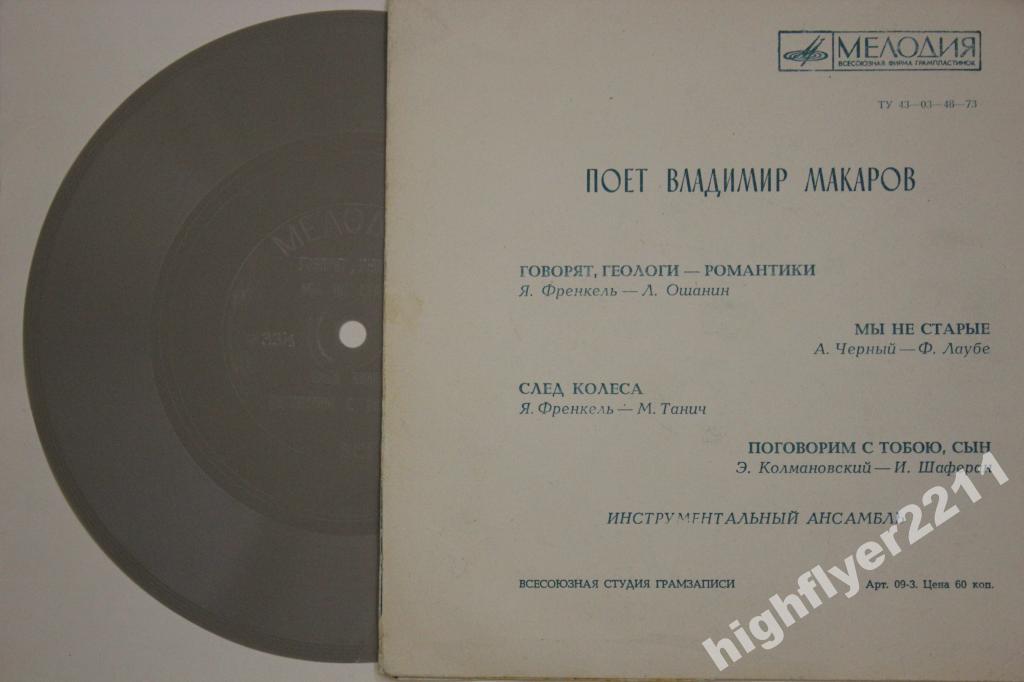 МЕЛОДИЯ
ВСЕСОЮЗНАЯ ФИРМА ГРАМПЛАСТИНОК
ТУ 43—03—48—73
ПОЕТ ВЛАДИМИР МАКАРОВ
ГОВОРЯТ, ГЕОЛОГИ — РОМАНТИКИ
Я. Френкель — Л. Ошанин
МЫ НЕ СТАРЫЕ
А. Черный — Ф. Лаубе
СЛЕД КОЛЕСА
Я. Френкель — М. Танич
ПОГОВОРИМ С ТОБОЮ, СЫН
Э. Колмановский — И. Шаферан
ИНСТРУМЕНТАЛЬНЫЙ АНСАМБЛЬ
ВСЕСОЮЗНАЯ СТУДИЯ ГРАМЗАПИСИ
Арт. 09-3. Цена 60 коп.
МЕЛОД
highflyer2211